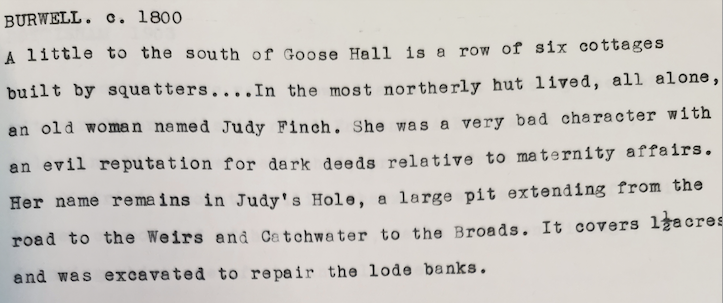 BURWELL. c. 1800
A little to the south of Goose Hall is a row of six cottages
built by squatters....In the most northerly hut lived, all alone,
an old woman named Judy Finch. She was a very bad character with
an evil reputation for dark deeds relative to maternity affairs.
Her name remains in Judy's Hole, a large pit extending from the
road to the Weirs and Catchwater to the Broads. It covers 1½acres
and was excavated to repair the lode banks.